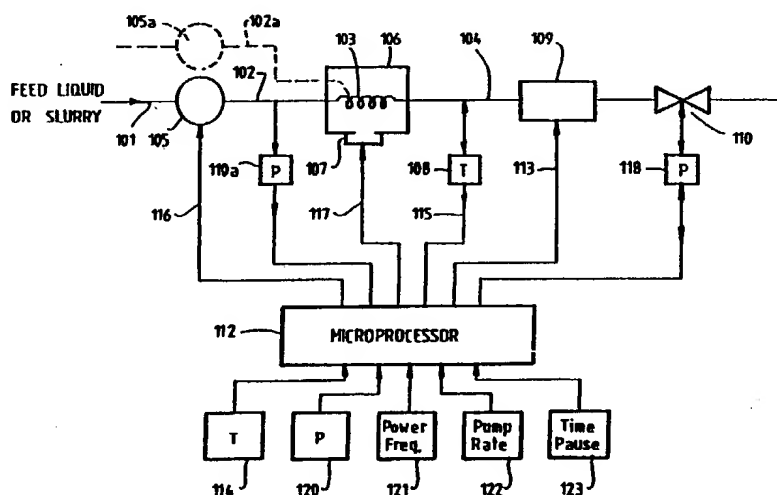 105a
102a
103
106
104
109
102
FEED LIQUID
OR SLURRY
101
105
110
110a
P
107
108
T
113
118
P
116
117
115
112
MICROPROCESSOR
T
P
Power
Freq.
Pump
Rate
Time
Pause
114
120
121
122
123